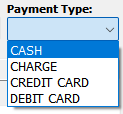 Payment Type:
CASH
CHARGE
CREDIT CARD
DEBIT CARD